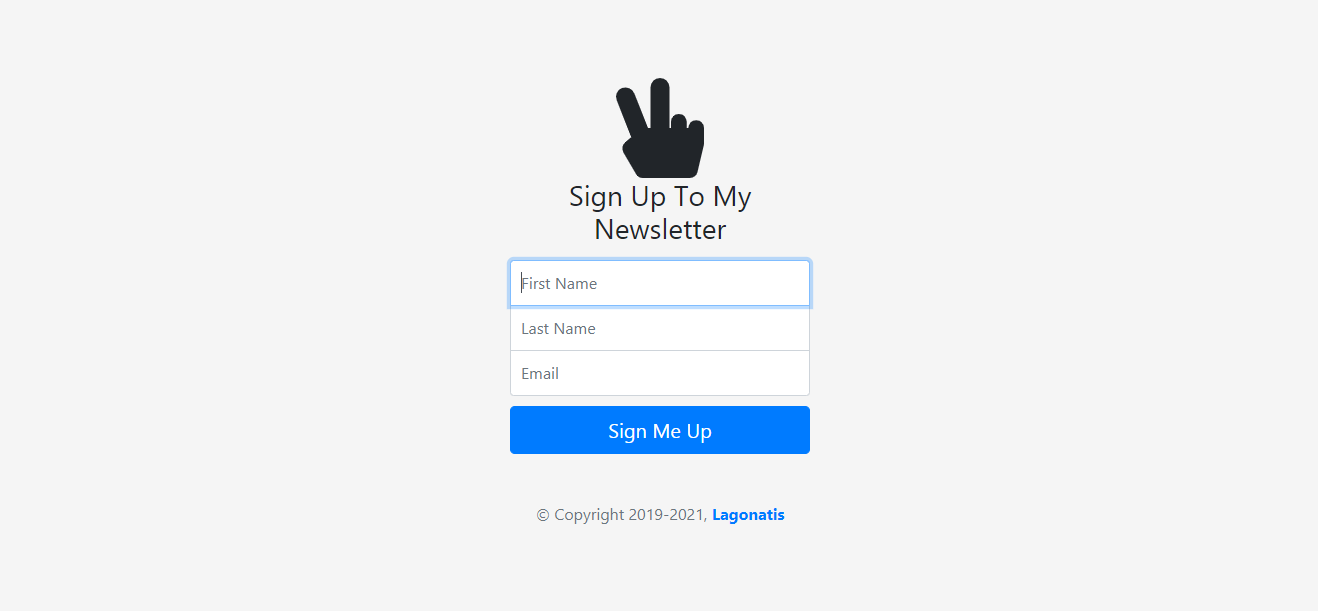 Sign Up To My
Newsletter
First Name
Last Name
Email
Sign Me Up
© Copyright 2019-2021, Lagonatis